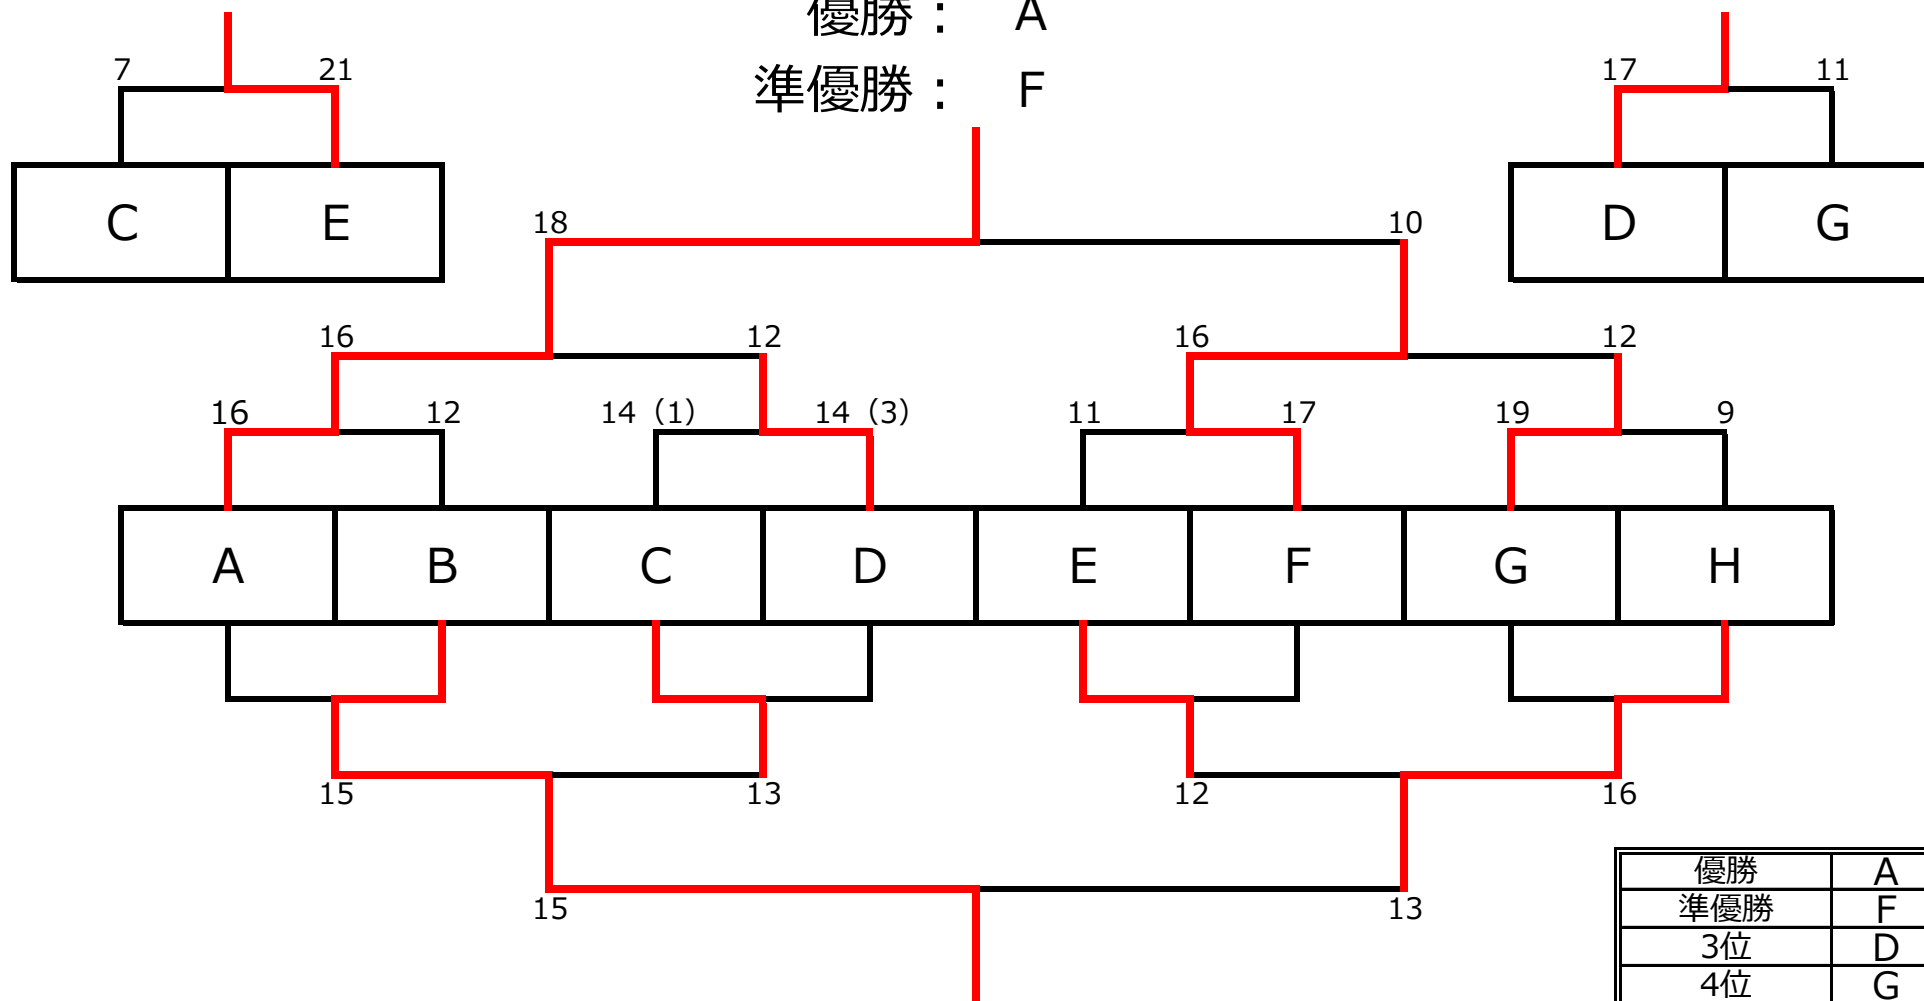 優勝： A
7 21
17 11
準優勝： F
C E
D G
18 10
16 12 16 12
16 12 14（1） 14（3） 11 17 19 9
A B C D E F G H
15 13 12 16
15 13
優勝 A
準優勝 F
3位 D
4位 G